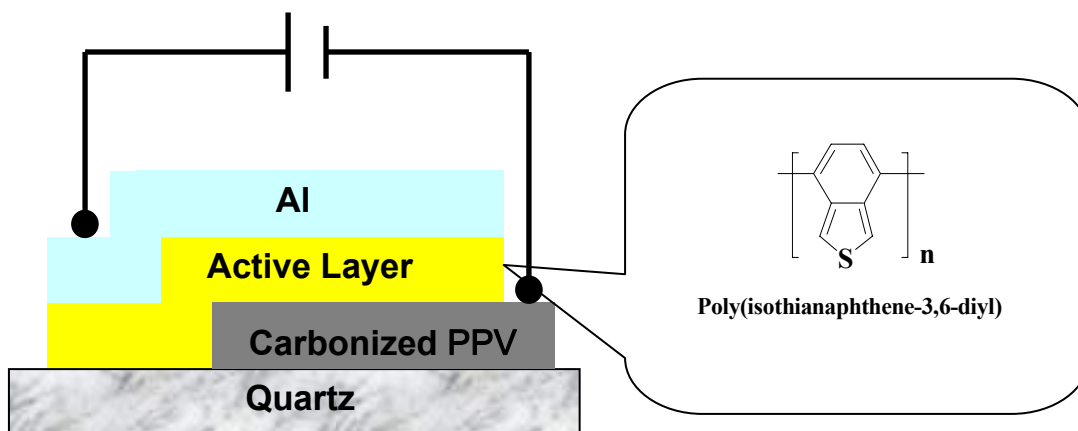 Al
Active Layer
Carbonized PPV
Quartz
S
n
Poly(isothianaphthene-3,6-diyl)